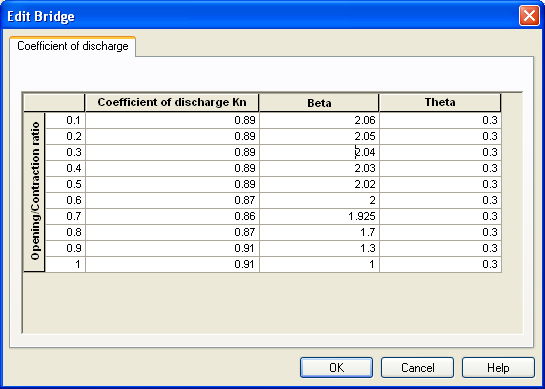 Edit Bridge
Coefficient of discharge
Coefficient of discharge Kn Beta Theta
Opening/Contraction ratio
0.1 0.89 2.06 0.3
0.2 0.89 2.05 0.3
0.3 0.89 2.04 0.3
0.4 0.89 2.03 0.3
0.5 0.89 2.02 0.3
0.6 0.87 2 0.3
0.7 0.86 1.925 0.3
0.8 0.87 1.7 0.3
0.9 0.91 1.3 0.3
1 0.91 1 0.3
OK Cancel Help